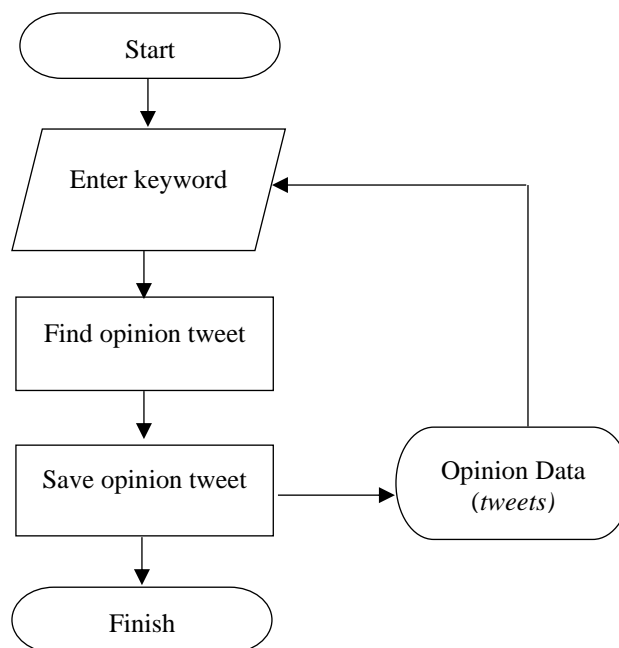 Start
Enter keyword
Find opinion tweet
Save opinion tweet
Opinion Data
(tweets)
Finish